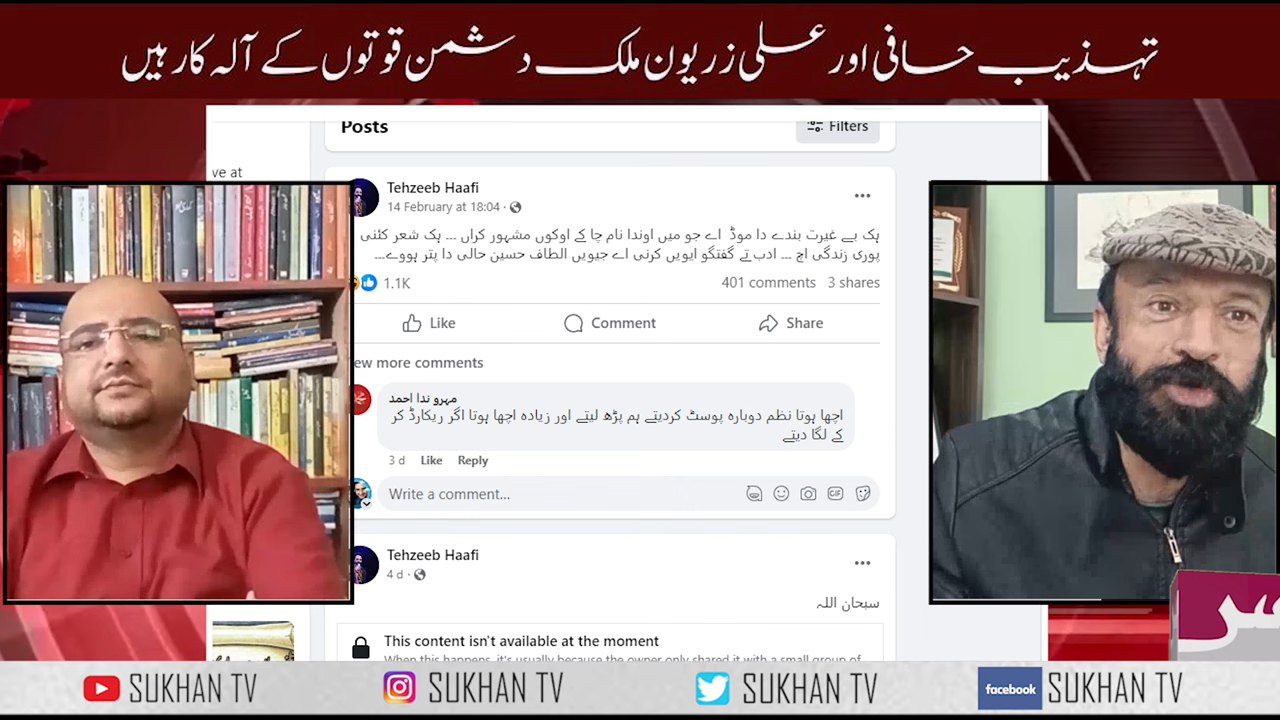 تہذیب حافی اور علی زریون ملک دشمن قوتوں کے آلہ کار ہیں
Posts
Filters
ve at
Tehzeeb Haafi
14 February at 18:04
ہک بے غیرت بندے دا موڈ اے جو میں اوندا نام چا کے اوکوں مشہور کراں --- ہک شعر کئنی
پوری زندگی اچ --- ادب تے گفتگو ایویں کرنی اے جیویں الطاف حسین حالی دا پتر ہووے---
1.1K
401 comments 3 shares
Like Comment Share
ew more comments
مہرو ندا احمد
اچھا ہوتا نظم دوبارہ پوسٹ کردیتے ہم پڑھ لیتے اور زیادہ اچھا ہوتا اگر ریکارڈ کر
کے لگا دیتے
3 d Like Reply
Write a comment...
GIF
Tehzeeb Haafi
4 d
سبحان اللہ
This content isn't available at the moment
When this happens, it's usually because the owner only shared it with a small group of
SUKHAN TV
SUKHAN TV
SUKHAN TV
facebook SUKHAN TV